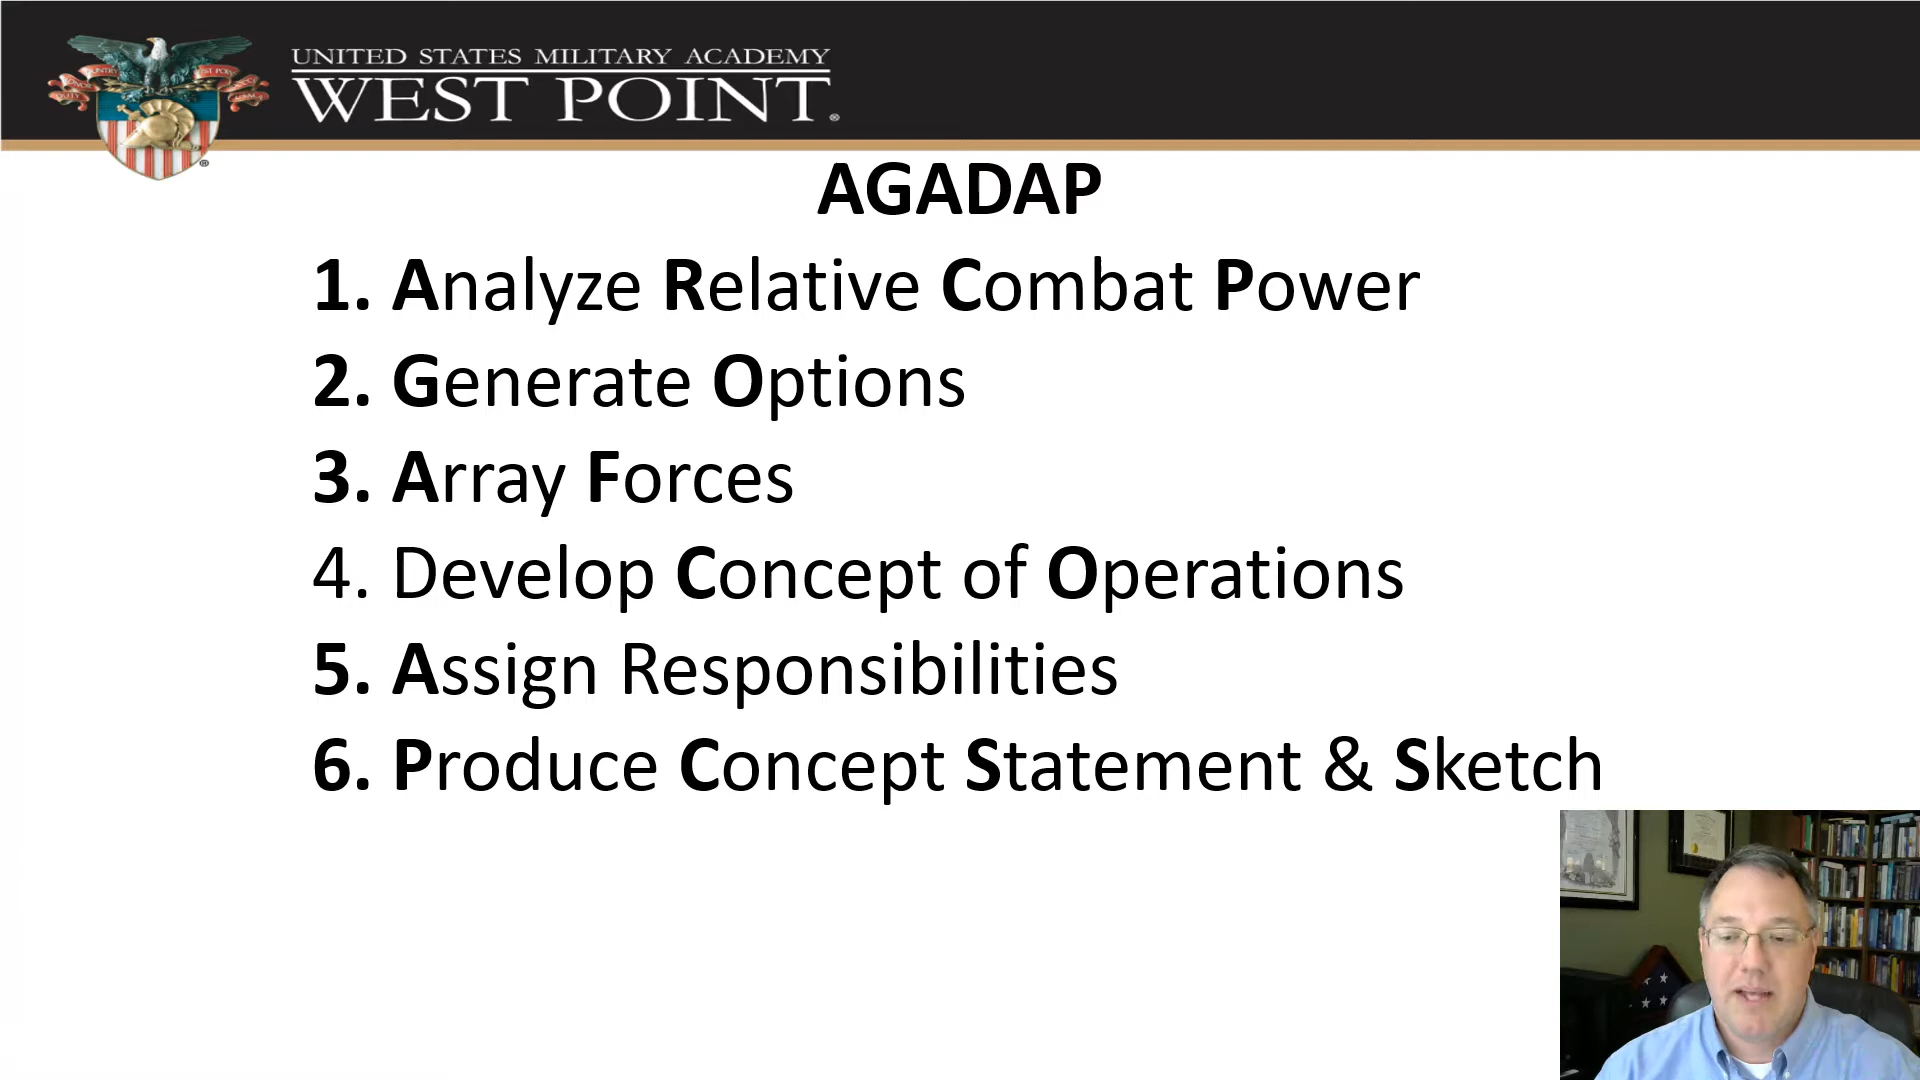 UNITED STATES MILITARY ACADEMY
WEST POINT®
AGADAP
1. Analyze Relative Combat Power
2. Generate Options
3. Array Forces
4. Develop Concept of Operations
5. Assign Responsibilities
6. Produce Concept Statement & Sketch